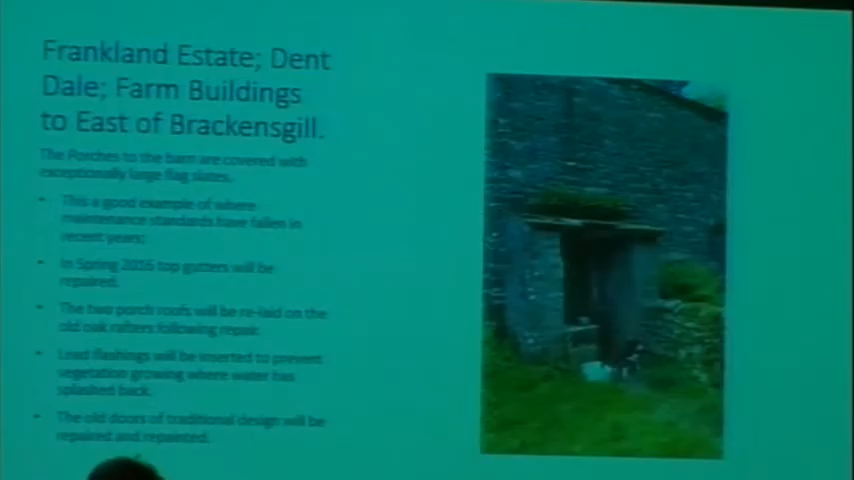 Frankland Estate; Dent
Dale; Farm Buildings
to East of Brackensgill.
The Porches to the barn are covered with
exceptionally large flag slates.
• This a good example of where
maintenance standards have fallen in
recent years;
• In Spring 2016 top gutters will be
repaired.
• The two porch roofs will be re-laid on the
old oak rafters following repair.
• Lead flashings will be inserted to prevent
vegetation growing where water has
splashed back.
• The old doors of traditional design will be
repaired and repainted.